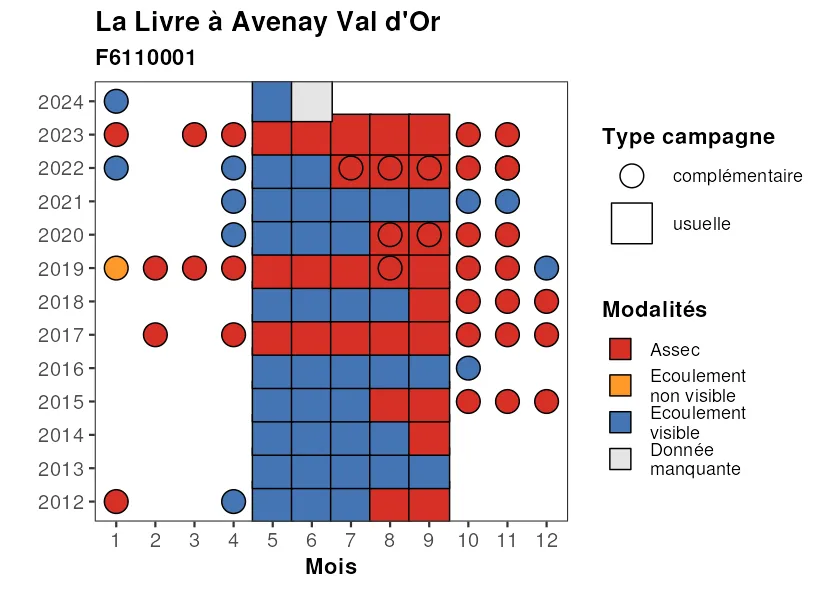 La Livre à Avenay Val d'Or
F6110001
2024
2023
2022
2021
2020
2019
2018
2017
2016
2015
2014
2013
2012
1 2 3 4 5 6 7 8 9 10 11 12
Mois
Type campagne
complémentaire
usuelle
Modalités
Assec
Ecoulement
non visible
Ecoulement
visible
Donnée
manquante